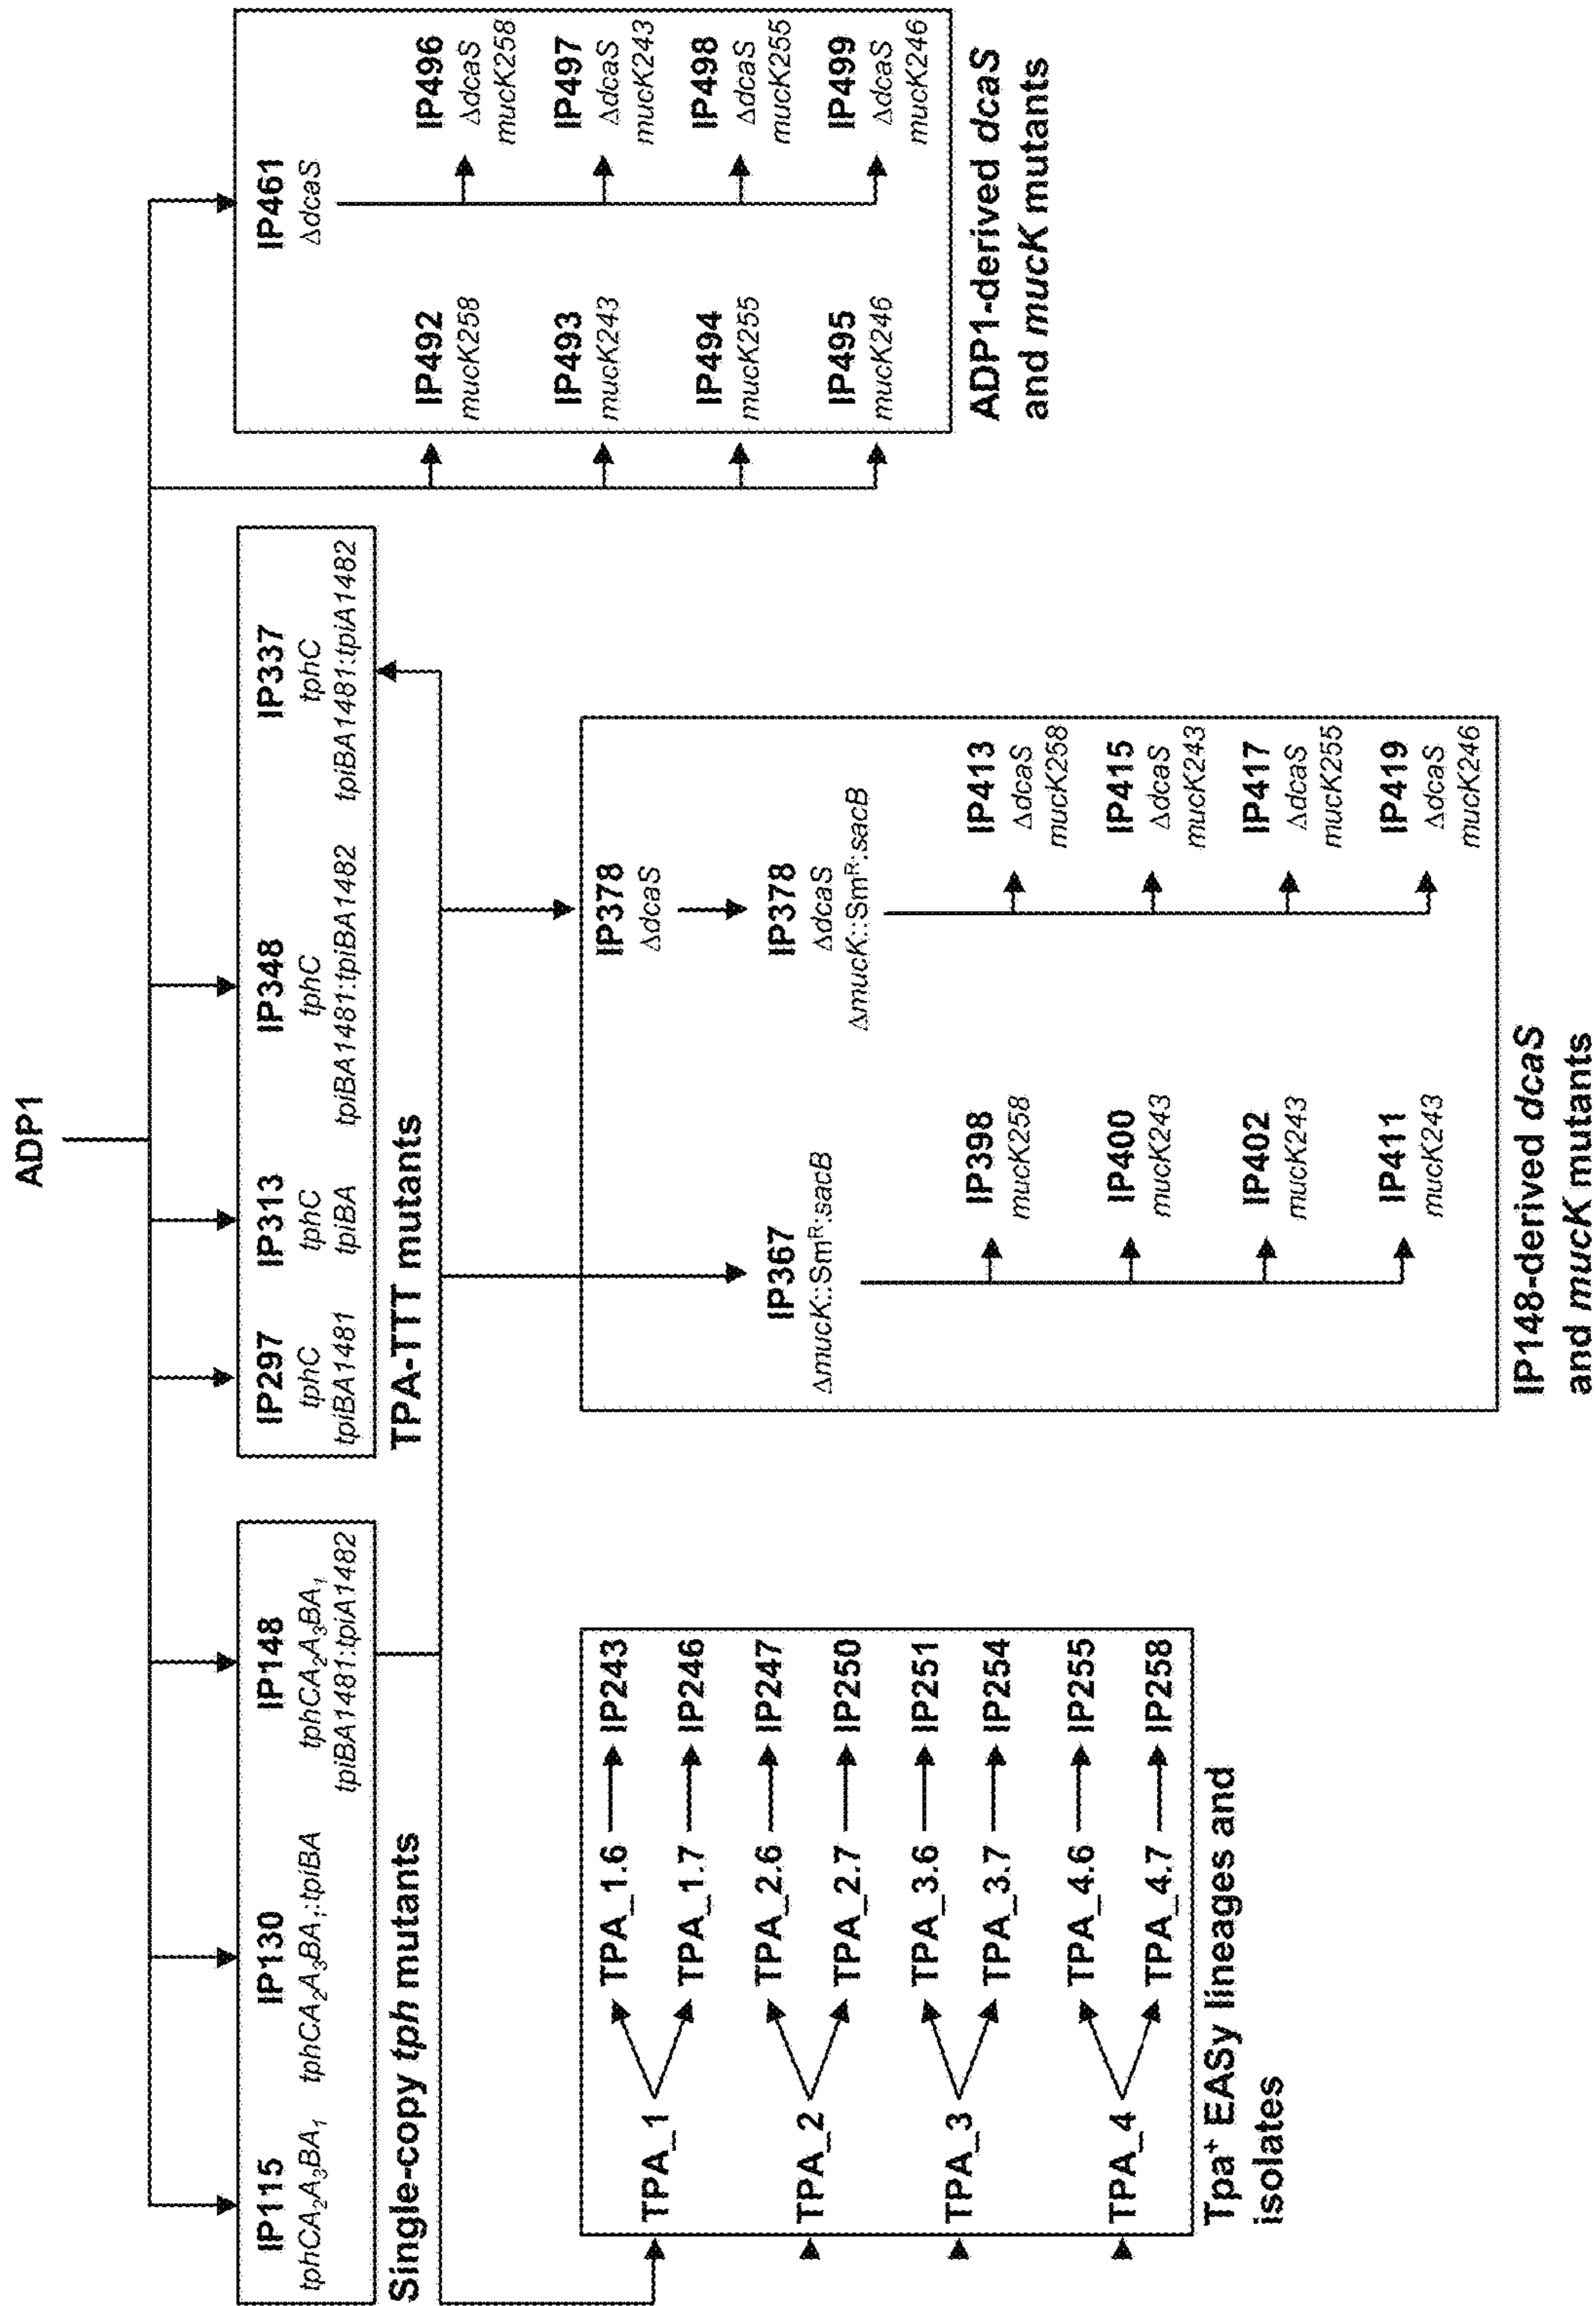 ADP1
IP115
tphCA₂A₃BA₁
IP130
tphCA₂A₃BA₁:tpiBA
IP148
tphCA₂A₃BA₁
tpiBA1481::tpiA1482
Single-copy tph mutants
IP297
tphC
tpiBA1481
IP313
tphC
tpiBA
IP348
tphC
tpiBA1481:tpiBA1482
IP337
tphC
tpiBA1481:tpiA1482
TPA-TTT mutants
TPA_1
TPA_1.6
IP243
TPA_1.7
IP246
TPA_2
TPA_2.6
IP247
TPA_2.7
IP250
TPA_3
TPA_3.6
IP251
TPA_3.7
IP254
TPA_4
TPA_4.6
IP255
TPA_4.7
IP258
Tpa⁺ EASy lineages and
isolates
IP367
ΔmucK::Smᴿ:sacB
IP398
mucK258
IP400
mucK243
IP402
mucK243
IP411
mucK243
IP378
ΔdcaS
IP378
ΔdcaS
ΔmucK::Smᴿ:sacB
IP413
ΔdcaS
mucK258
IP415
ΔdcaS
mucK243
IP417
ΔdcaS
mucK255
IP419
ΔdcaS
mucK246
IP148-derived dcaS
and mucK mutants
IP492
mucK258
IP493
mucK243
IP494
mucK255
IP495
mucK246
IP461
ΔdcaS
IP496
ΔdcaS
mucK258
IP497
ΔdcaS
mucK243
IP498
ΔdcaS
mucK255
IP499
ΔdcaS
mucK246
ADP1-derived dcaS
and mucK mutants